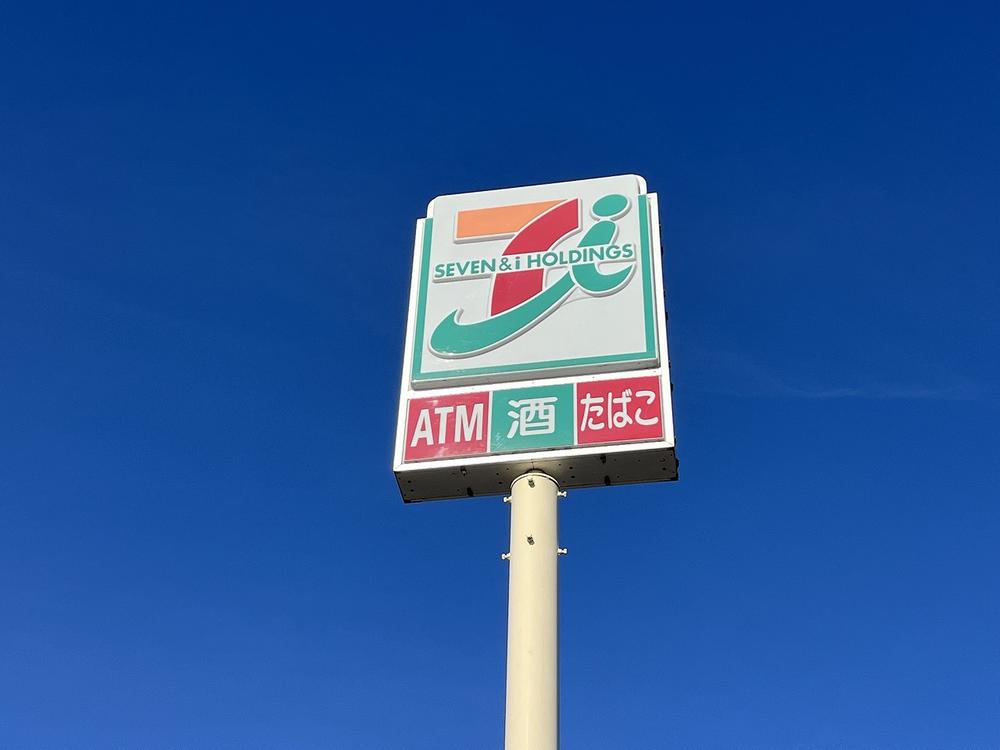 SEVEN & i HOLDINGS
ATM 酒 たばこ